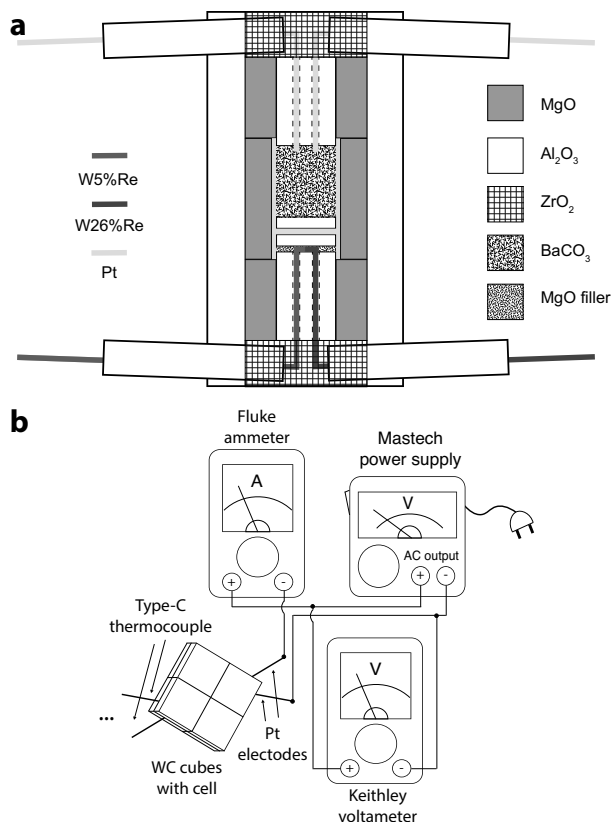 a
W5%Re
W26%Re
Pt
MgO
Al2O3
ZrO2
BaCO3
MgO filler
b
Fluke
ammeter
A
+
-
Mastech
power supply
V
AC output
+
-
Type-C
thermocouple
...
WC cubes
with cell
Pt
electodes
V
+
-
Keithley
voltameter